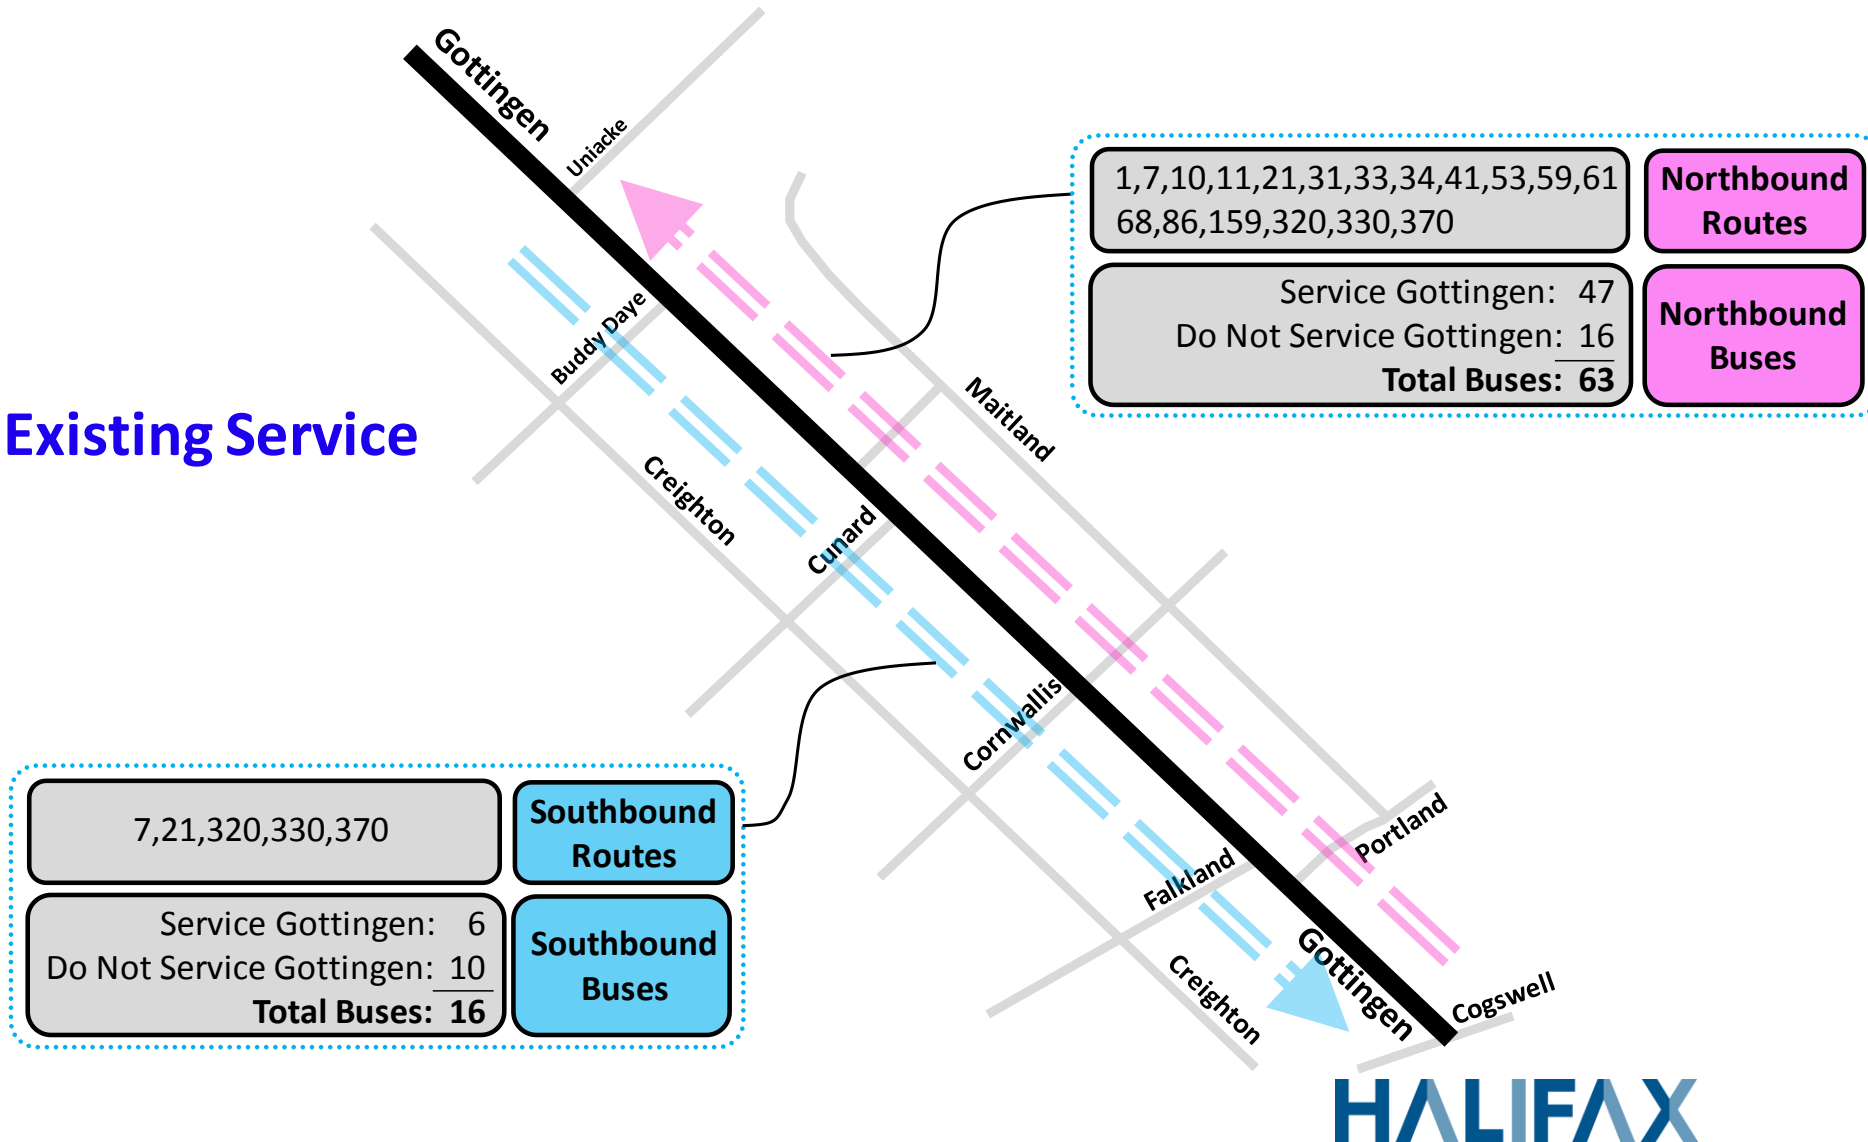 Gottingen
Uniacke
1,7,10,11,21,31,33,34,41,53,59,61
68,86,159,320,330,370
Northbound
Routes
Service Gottingen: 47
Do Not Service Gottingen: 16
Total Buses: 63
Northbound
Buses
Buddy Daye
Maitland
Existing Service
Creighton
Cunard
Cornwallis
7,21,320,330,370
Southbound
Routes
Service Gottingen: 6
Do Not Service Gottingen: 10
Total Buses: 16
Southbound
Buses
Portland
Falkland
Gottingen
Creighton
Cogswell
HALIFAX